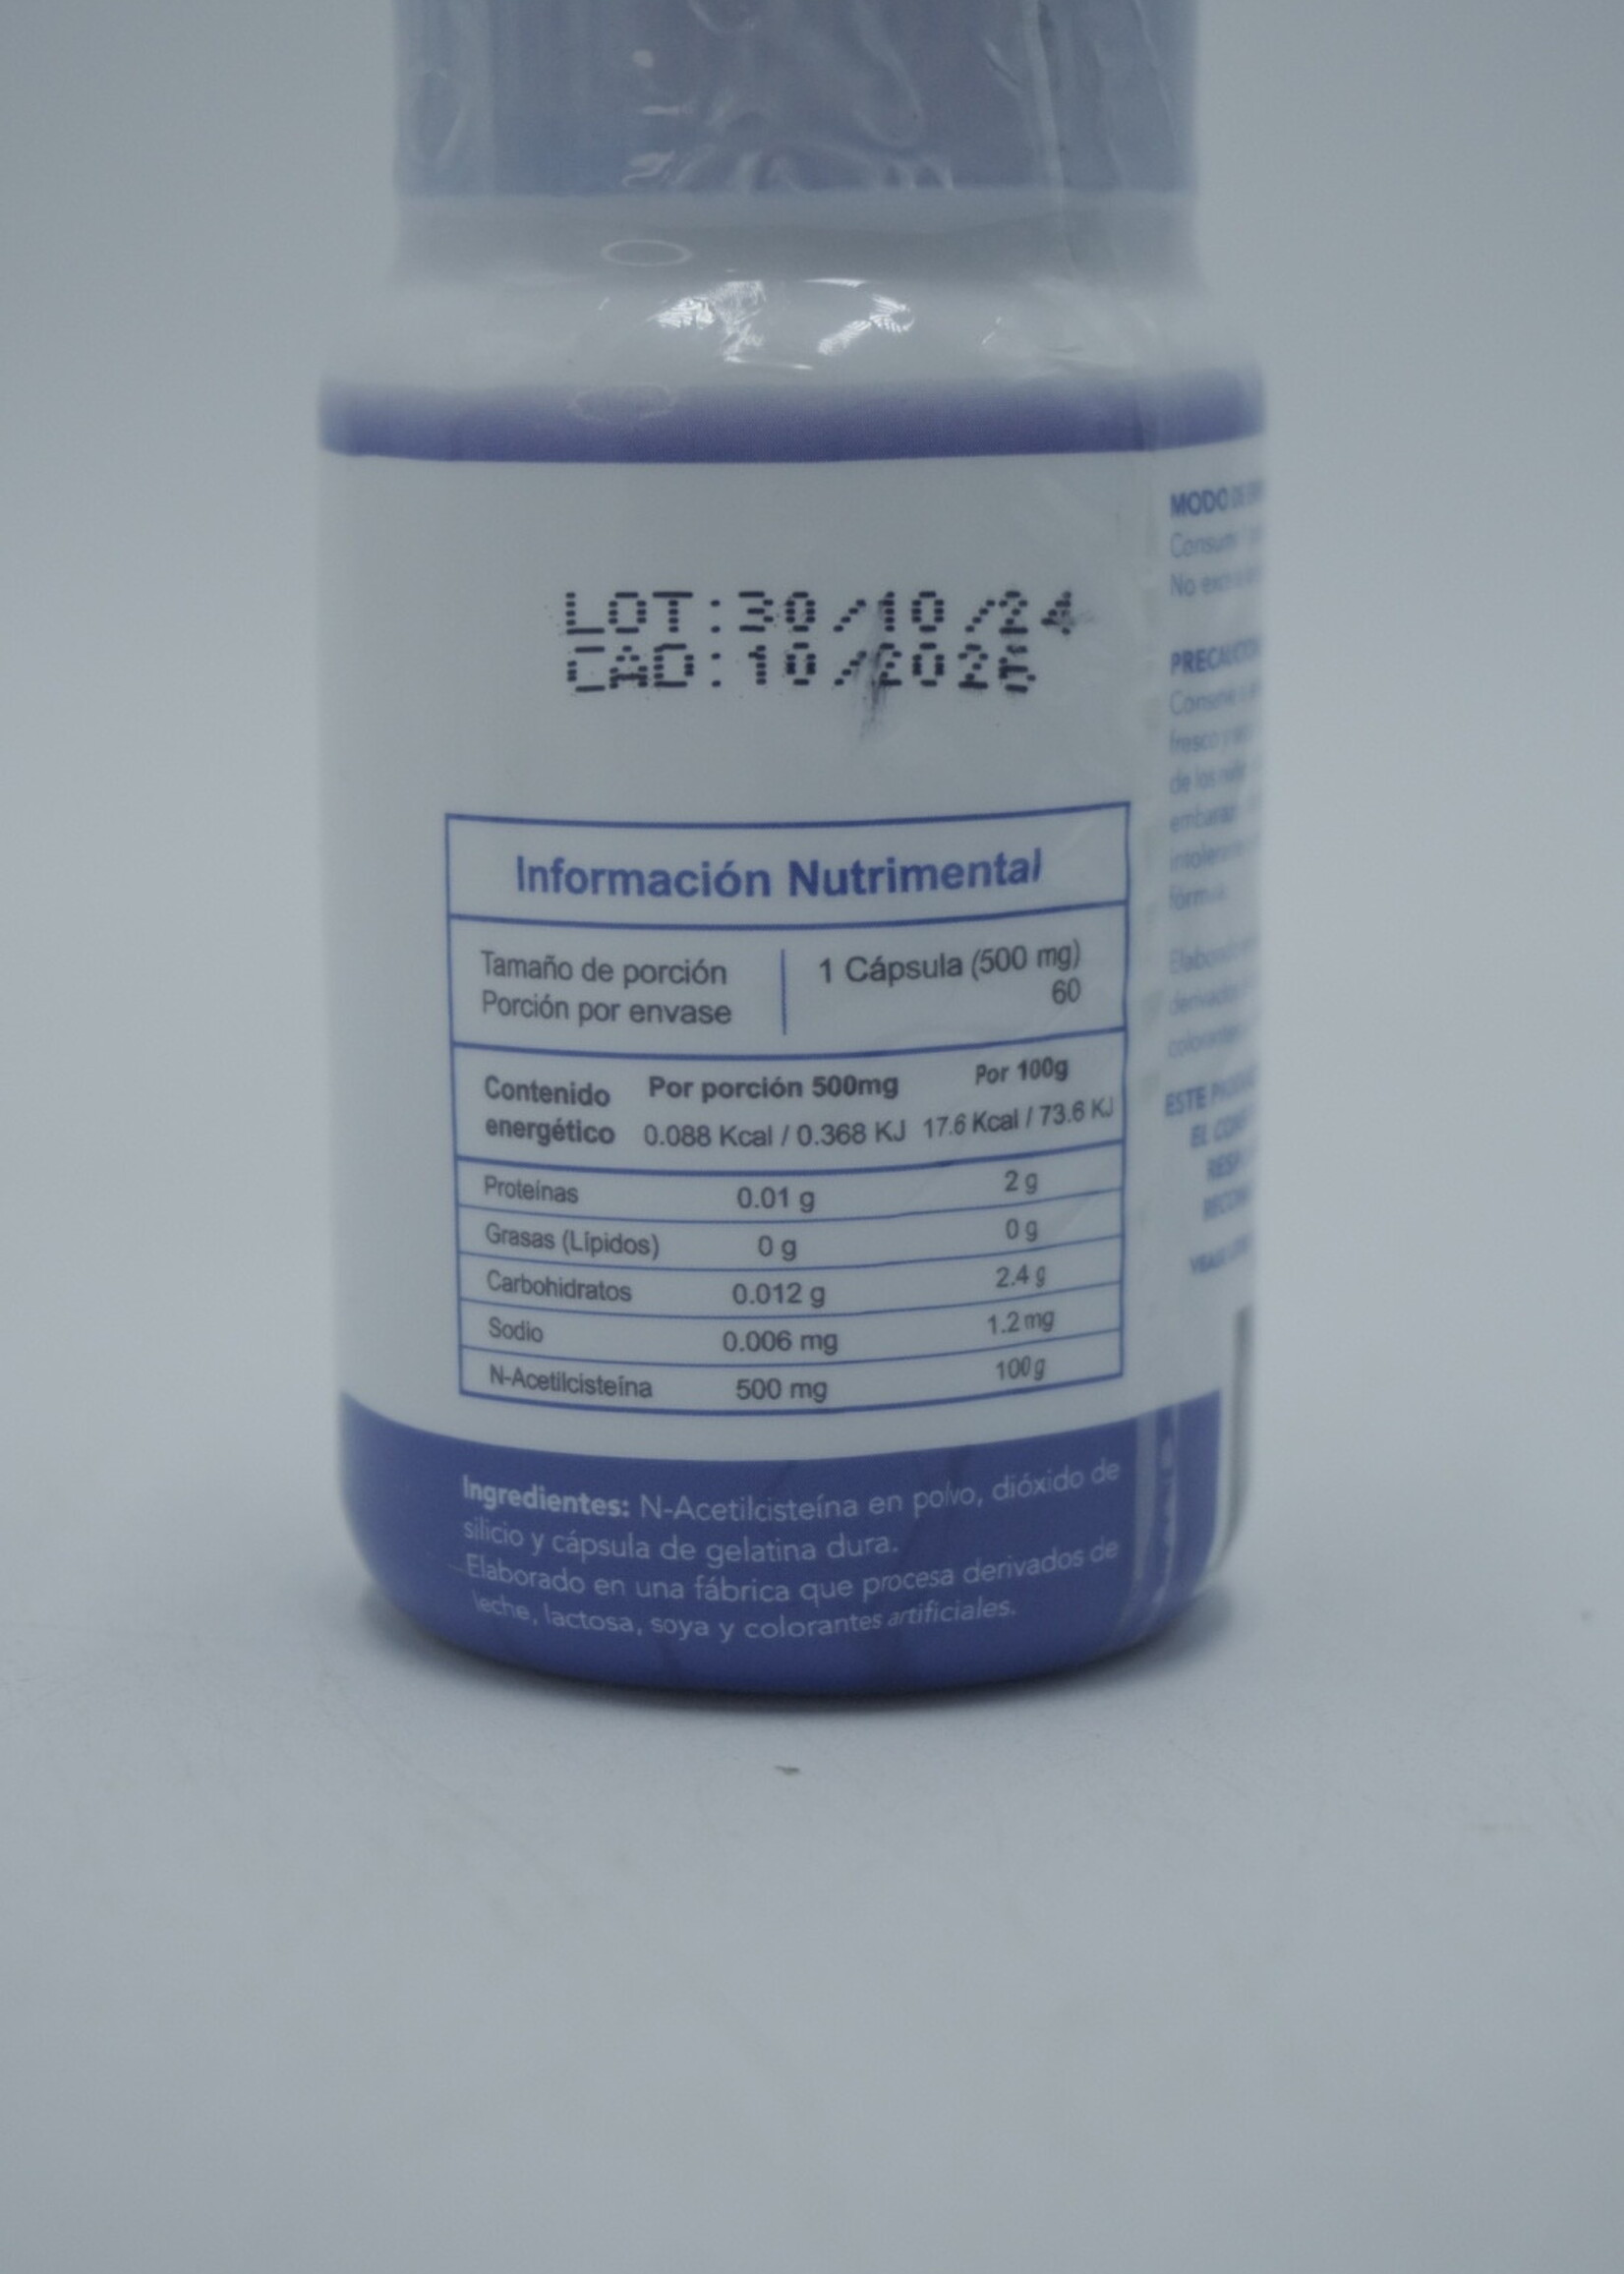 LOT:30/10/24
CAD:10/2026
Información Nutrimental
Tamaño de porción 1 Cápsula (500 mg)
Porción por envase 60
Contenido energético Por porción 500mg Por 100g
0.088 Kcal / 0.368 KJ 17.6 Kcal / 73.6 KJ
Proteínas 0.01 g 2 g
Grasas (Lípidos) 0 g 0 g
Carbohidratos 0.012 g 2.4 g
Sodio 0.006 mg 1.2 mg
N-Acetilcisteína 500 mg 100 g
Ingredientes: N-Acetilcisteína en polvo, dióxido de
silicio y cápsula de gelatina dura.
Elaborado en una fábrica que procesa derivados de
leche, lactosa, soya y colorantes artificiales.
MODO DE
No
ESTE
EL